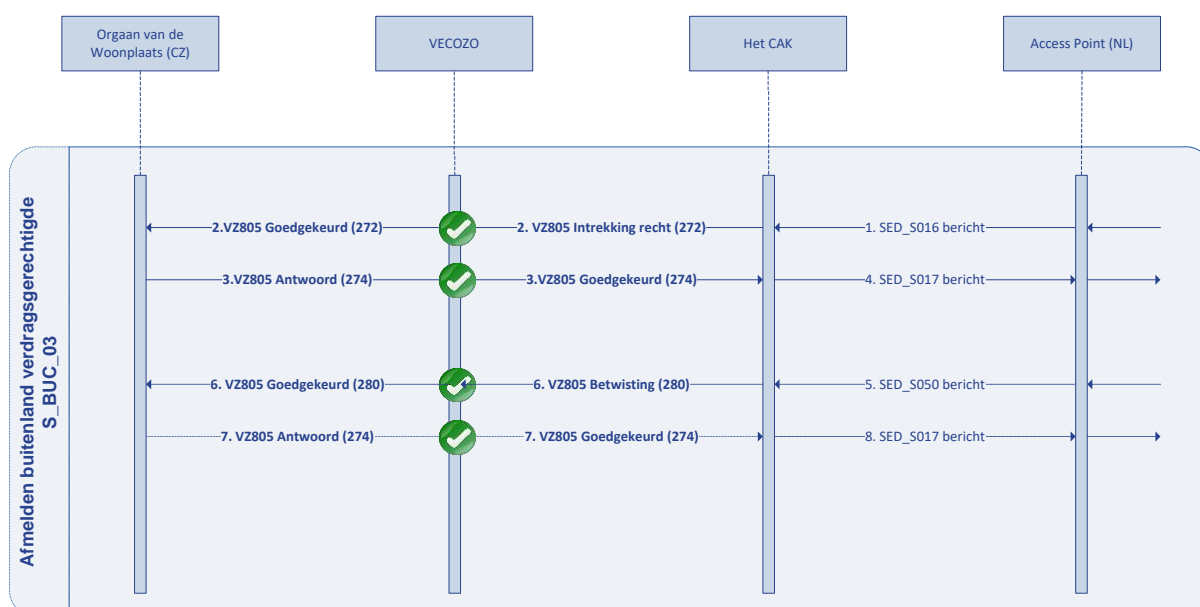 Orgaan van de
Woonplaats (CZ)
VECOZO
Het CAK
Access Point (NL)
Afmelden buitenland verdragsgerechtigde
S_BUC_03
2.VZ805 Goedgekeurd (272)
2. VZ805 Intrekking recht (272)
1. SED_S016 bericht
3.VZ805 Antwoord (274)
3.VZ805 Goedgekeurd (274)
4. SED_S017 bericht
6. VZ805 Goedgekeurd (280)
6. VZ805 Betwisting (280)
5. SED_S050 bericht
7. VZ805 Antwoord (274)
7. VZ805 Goedgekeurd (274)
8. SED_S017 bericht